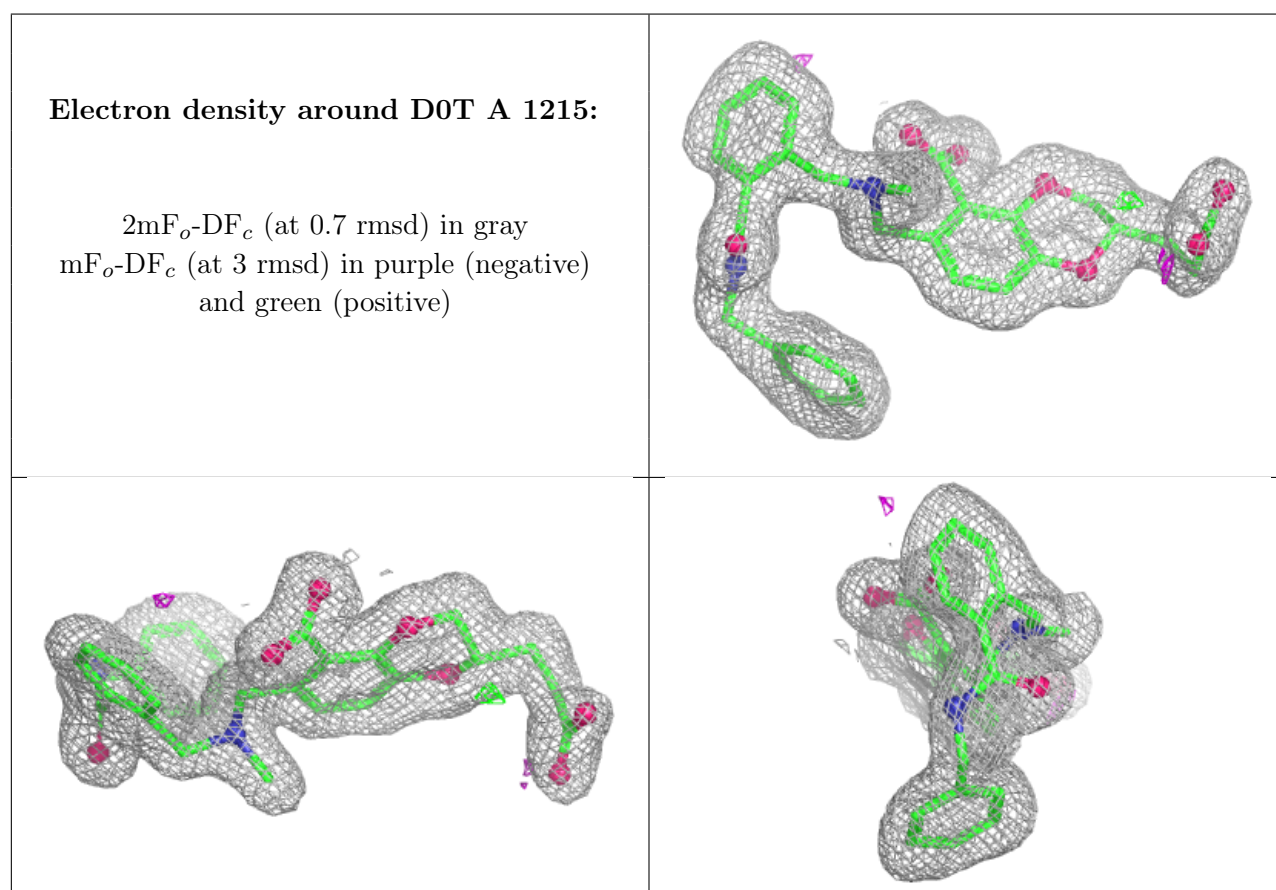 Electron density around D0T A 1215:
2mFo-DFc (at 0.7 rmsd) in gray
mFo-DFc (at 3 rmsd) in purple (negative)
and green (positive)